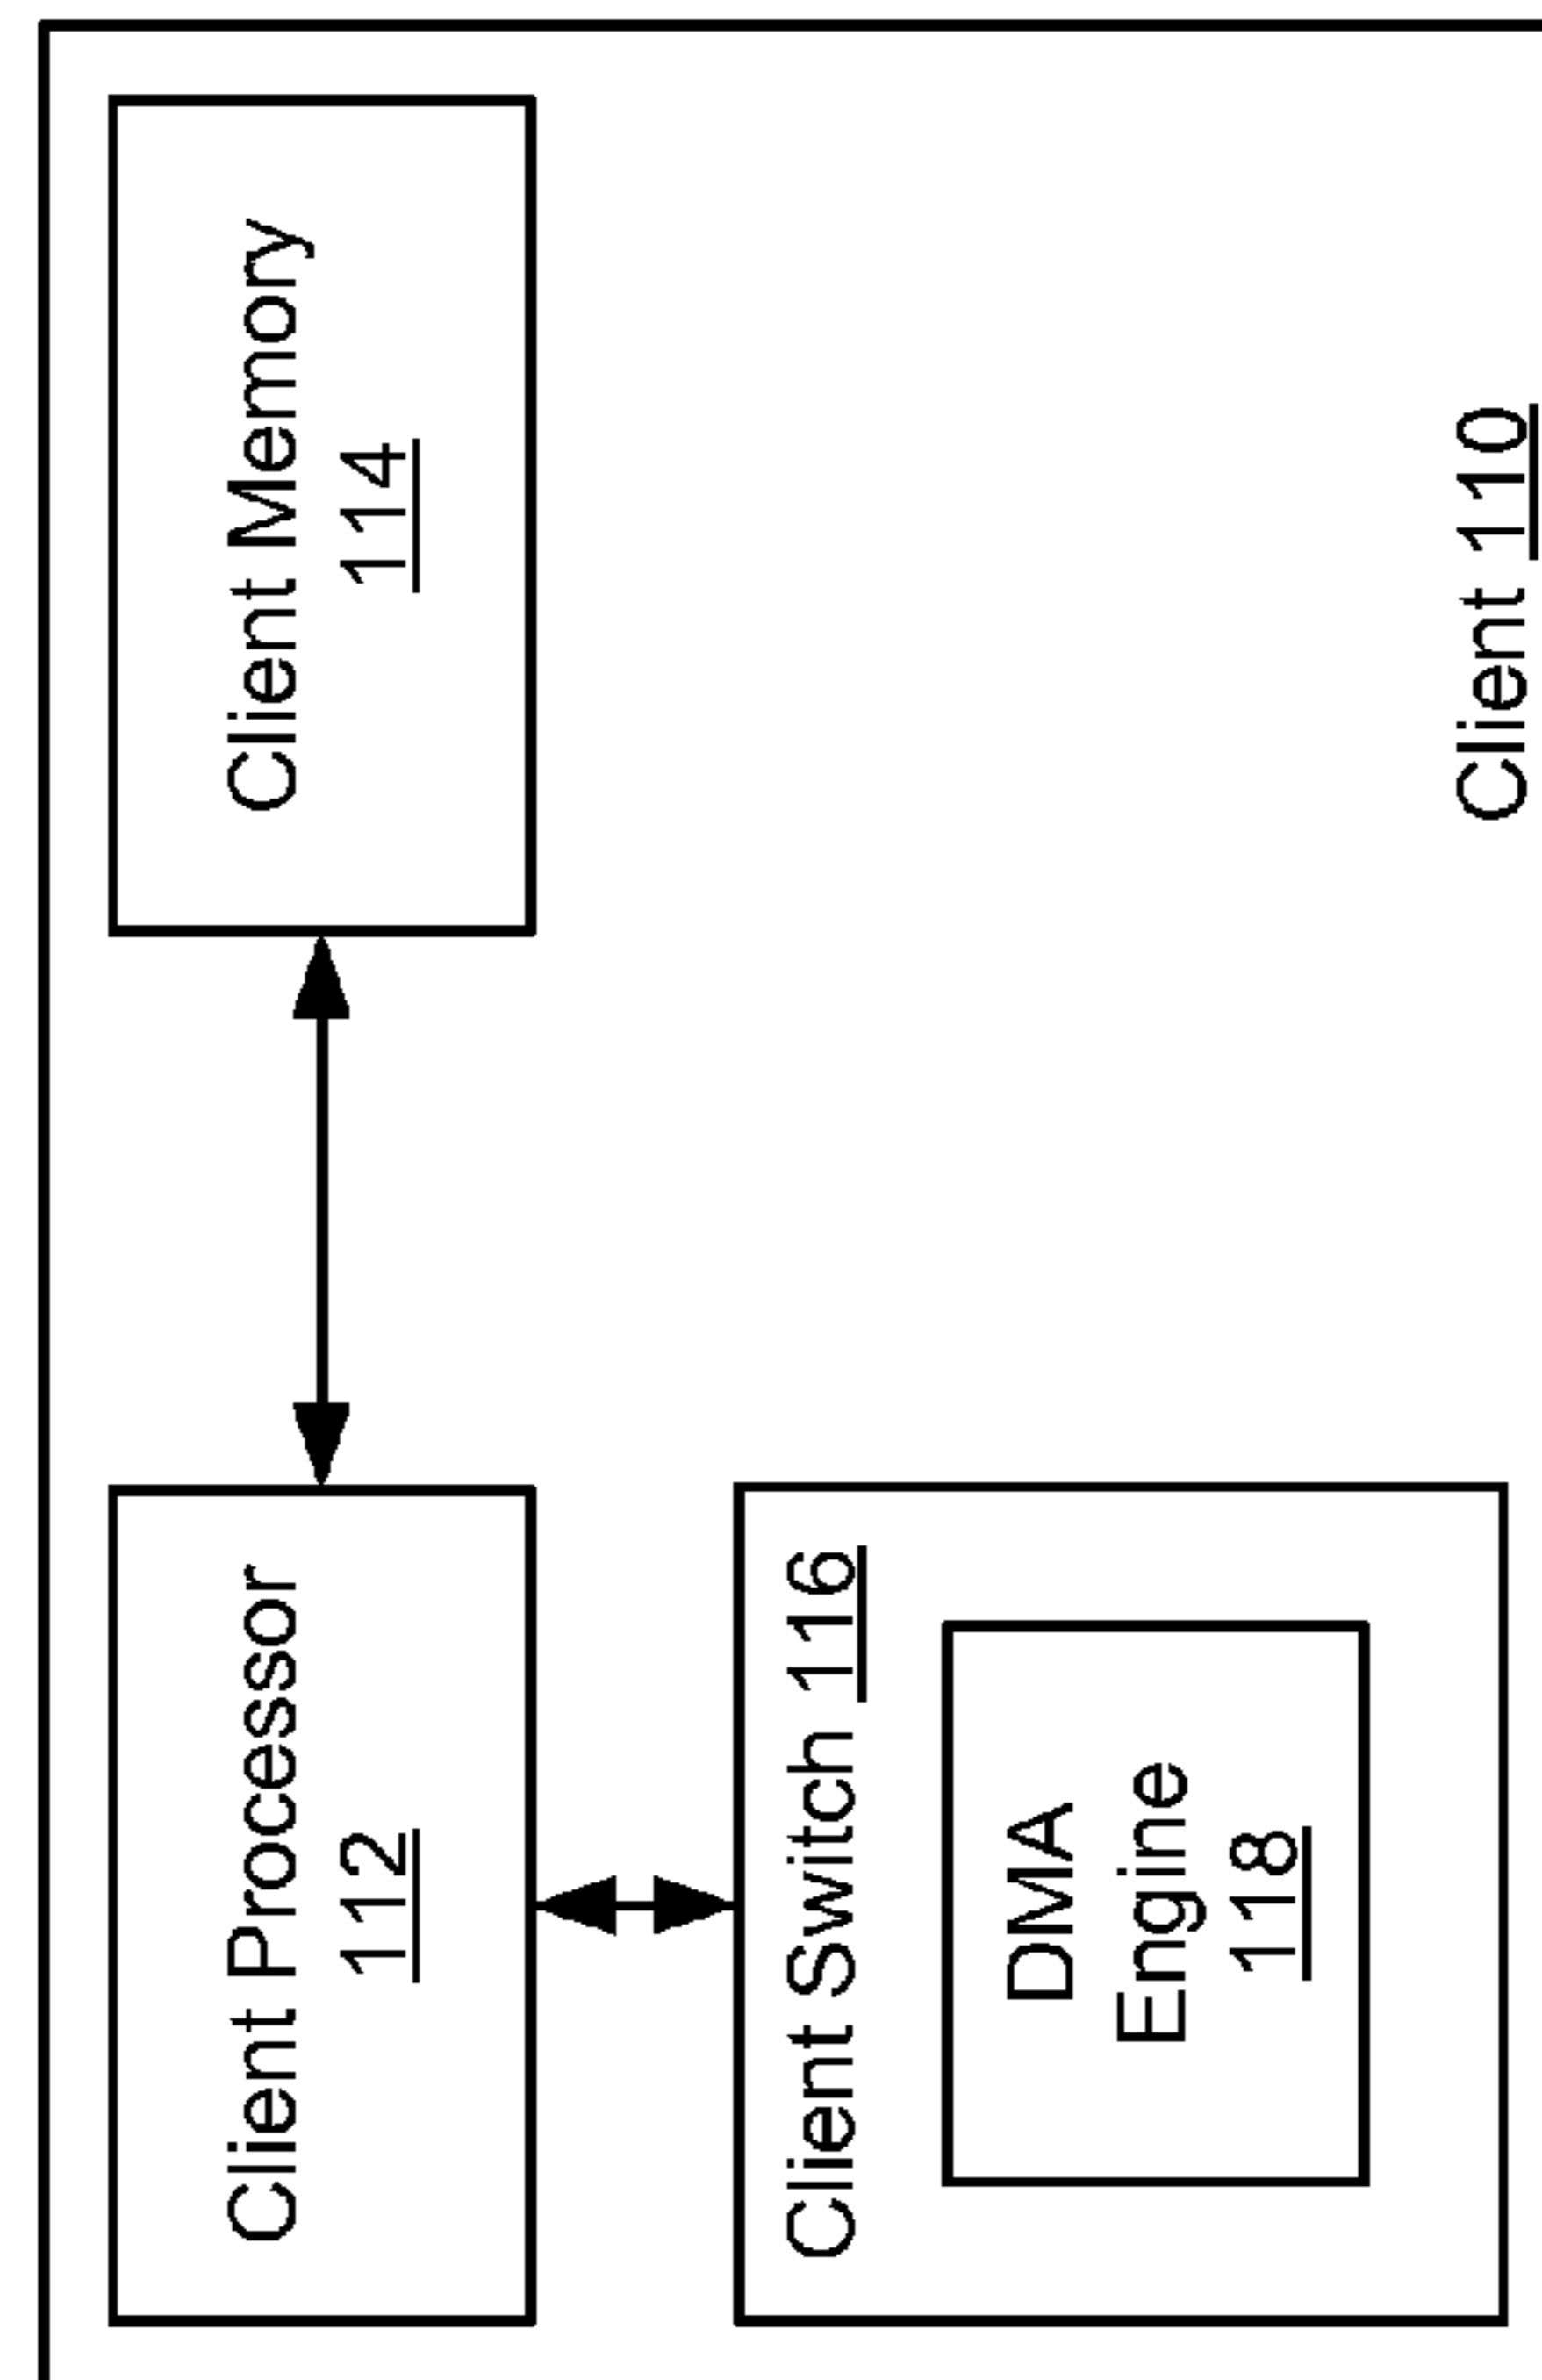 Client Processor
112
Client Memory
114
Client Switch 116
DMA
Engine
118
Client 110